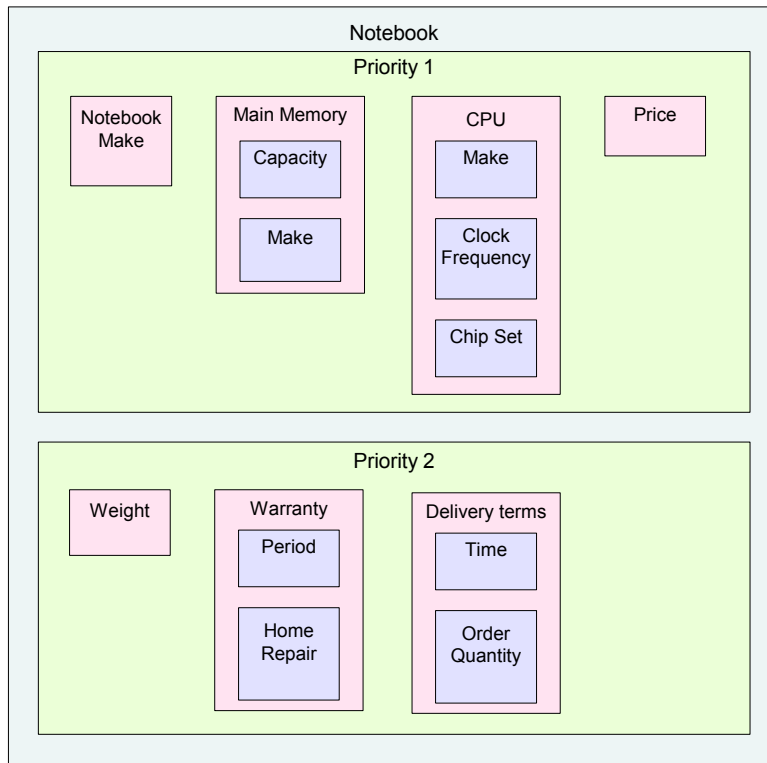 Notebook
Priority 1
Notebook
Make
Main Memory
Capacity
Make
CPU
Make
Clock
Frequency
Chip Set
Price
Priority 2
Weight
Warranty
Period
Home
Repair
Delivery terms
Time
Order
Quantity